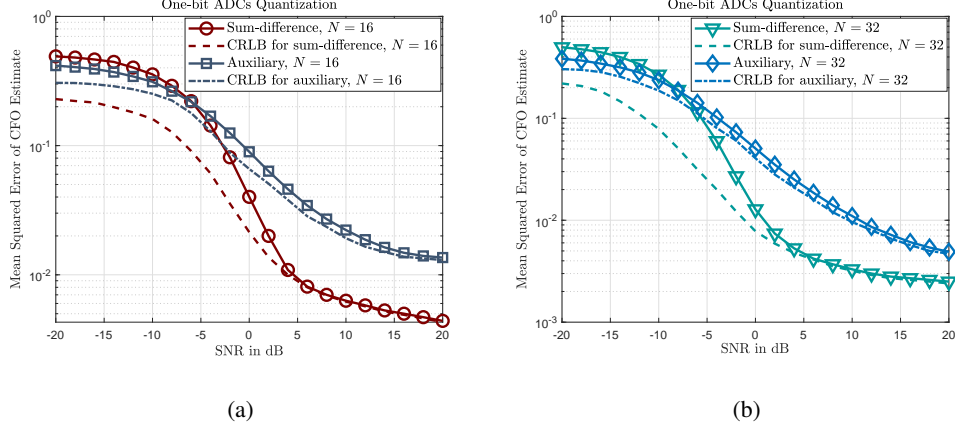 One-bit ADCs Quantization
Sum-difference, N = 16
CRLB for sum-difference, N = 16
Auxiliary, N = 16
CRLB for auxiliary, N = 16
Mean Squared Error of CFO Estimate
10^0
10^-1
10^-2
-20 -15 -10 -5 0 5 10 15 20
SNR in dB
(a)
One-bit ADCs Quantization
Sum-difference, N = 32
CRLB for sum-difference, N = 32
Auxiliary, N = 32
CRLB for auxiliary, N = 32
Mean Squared Error of CFO Estimate
10^0
10^-1
10^-2
10^-3
-20 -15 -10 -5 0 5 10 15 20
SNR in dB
(b)